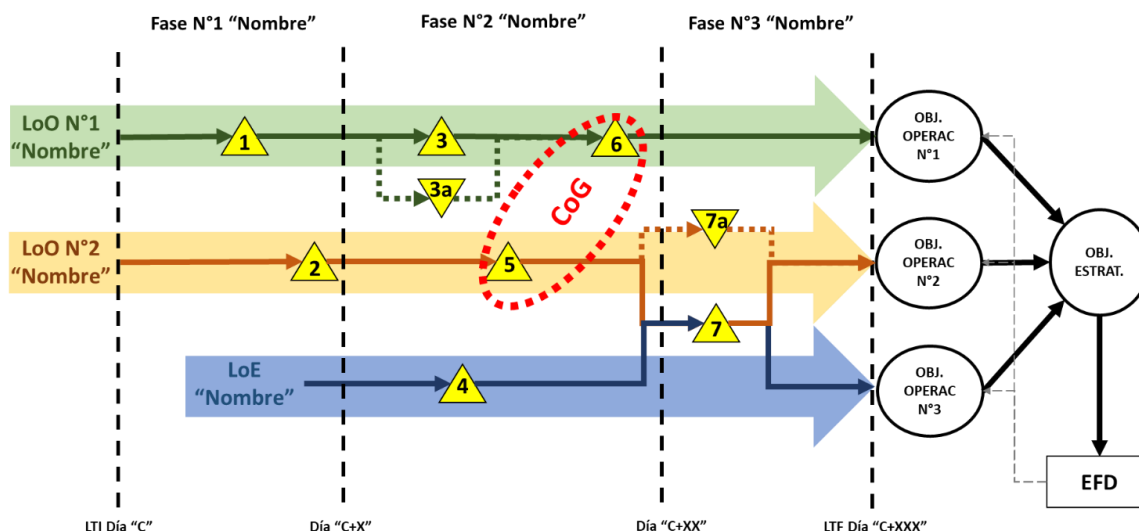 Fase N°1 “Nombre”
Fase N°2 “Nombre”
Fase N°3 “Nombre”
LoO N°1
“Nombre”
1
3
3a
6
CoG
OBJ.
OPERAC
N°1
LoO N°2
“Nombre”
2
5
7a
7
OBJ.
OPERAC
N°2
OBJ.
ESTRAT.
LoE
“Nombre”
4
OBJ.
OPERAC
N°3
EFD
LTI Día “C”
Día “C+X”
Día “C+XX”
LTF Día “C+XXX”